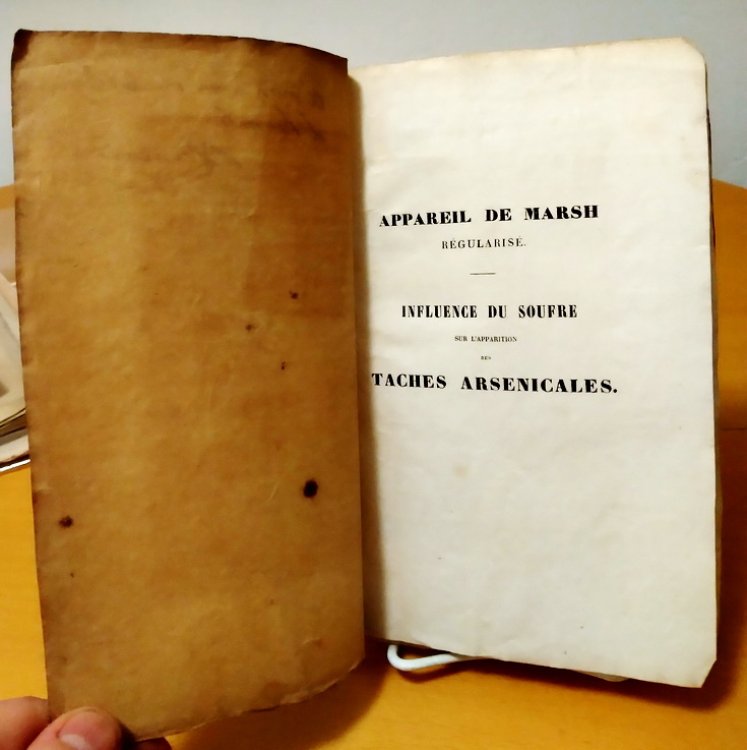 APPAREIL DE MARSH
RÉGULARISÉ.
INFLUENCE DU SOUFRE
SUR L'APPARITION
DES
TACHES ARSENICALES.